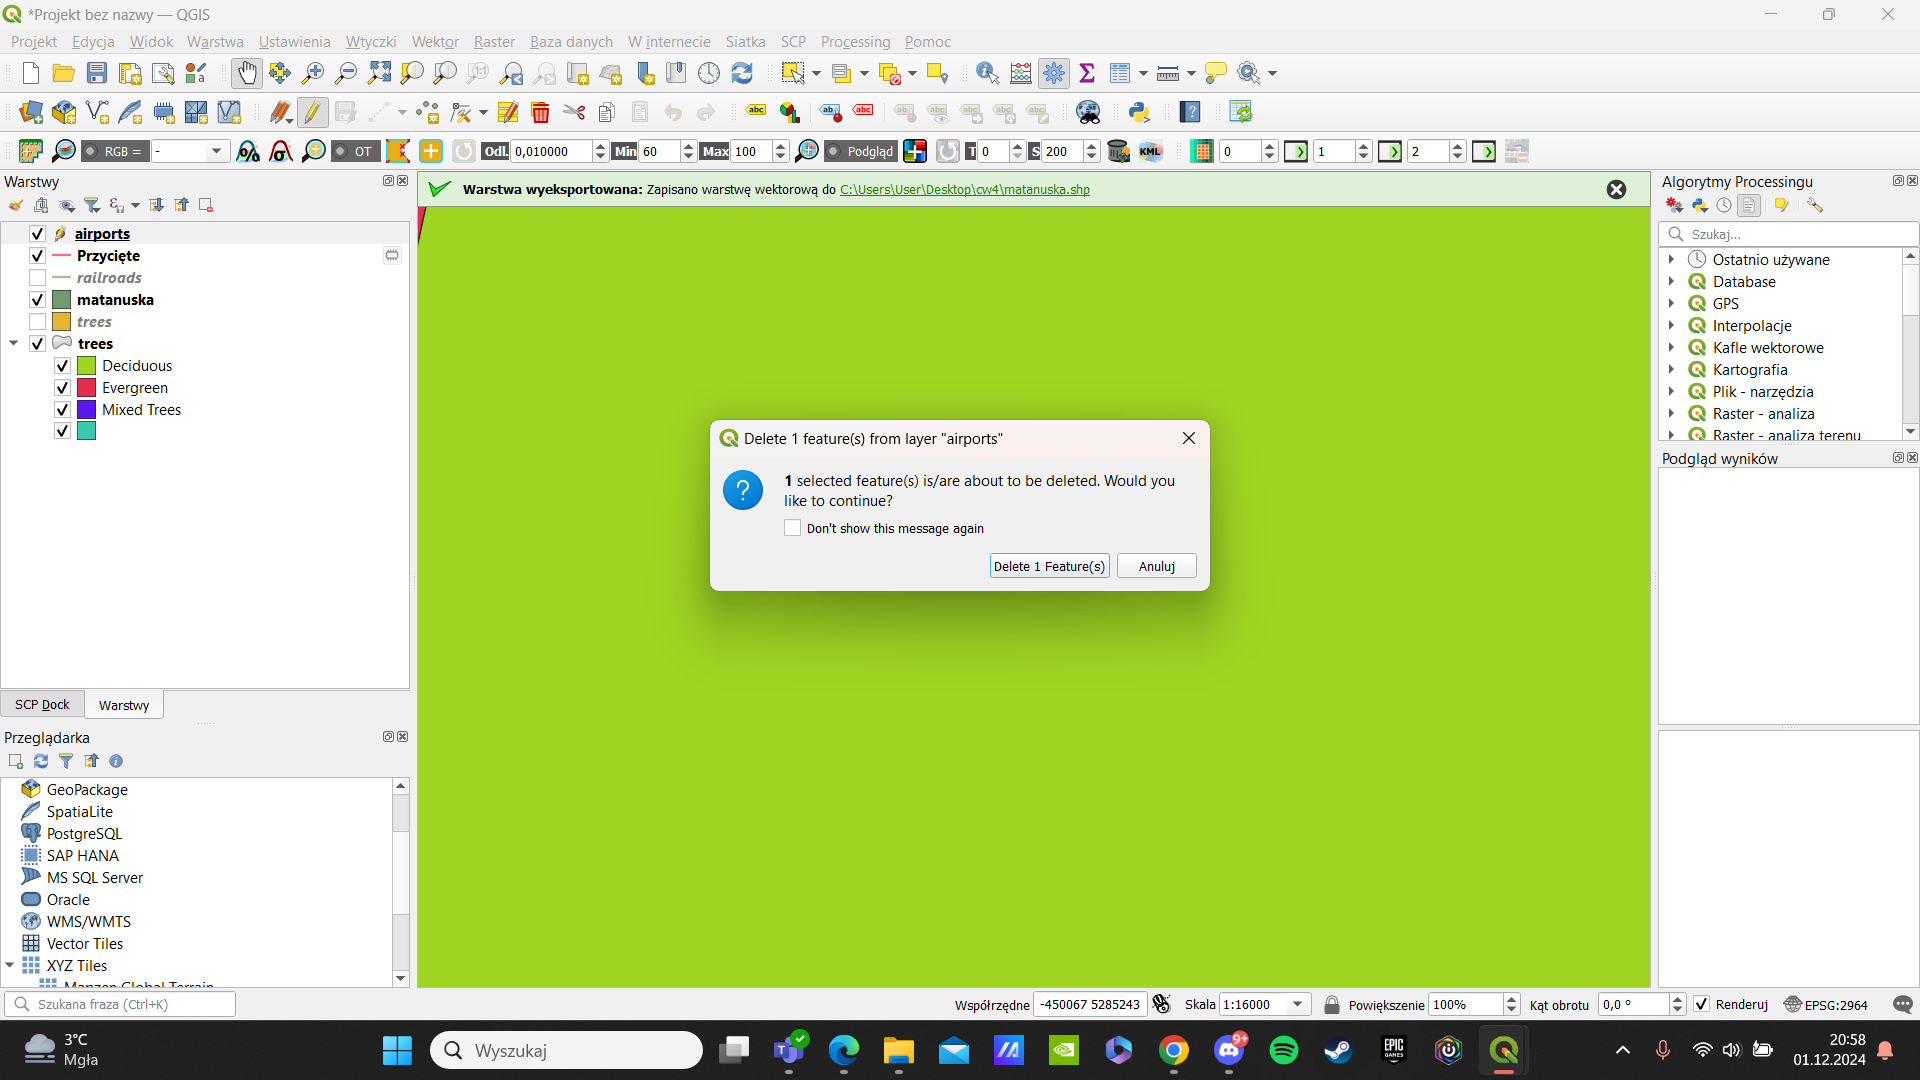 *Projekt bez nazwy — QGIS
Projekt Edycja Widok Warstwa Ustawienia Wtyczki Wektor Raster Baza danych W internecie Siatka SCP Processing Pomoc
RGB = - OT Odl. 0,010000 Min 60 Max 100 Podgląd T 0 S 200 KML 0 1 2
Warstwy
Warstwa wyeksportowana: Zapisano warstwę wektorową do C:\Users\User\Desktop\cw4\matanuska.shp
airports
Przycięte
railroads
matanuska
trees
trees
Deciduous
Evergreen
Mixed Trees
SCP Dock Warstwy
Przeglądarka
GeoPackage
SpatiaLite
PostgreSQL
SAP HANA
MS SQL Server
Oracle
WMS/WMTS
Vector Tiles
XYZ Tiles
Delete 1 feature(s) from layer "airports"
1 selected feature(s) is/are about to be deleted. Would you
like to continue?
Don't show this message again
Delete 1 Feature(s) Anuluj
Algorytmy Processingu
Szukaj...
Ostatnio używane
Database
GPS
Interpolacje
Kafle wektorowe
Kartografia
Plik - narzędzia
Raster - analiza
Raster - analiza terenu
Podgląd wyników
Szukana fraza (Ctrl+K)
Współrzędne -450067 5285243 Skala 1:16000 Powiększenie 100% Kąt obrotu 0,0 ° Renderuj EPSG:2964
3°C
Mgła
Wyszukaj
9+
EPIC
GAMES
20:58
01.12.2024